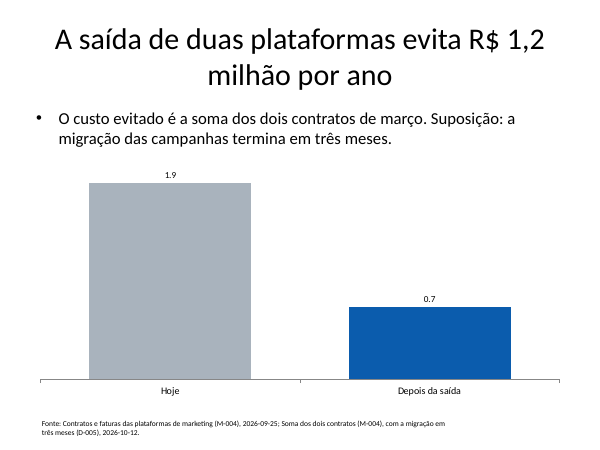 A saída de duas plataformas evita R$ 1,2
milhão por ano
• O custo evitado é a soma dos dois contratos de março. Suposição: a
migração das campanhas termina em três meses.
1.9
0.7
Hoje
Depois da saída
Fonte: Contratos e faturas das plataformas de marketing (M-004), 2026-09-25; Soma dos dois contratos (M-004), com a migração em
três meses (D-005), 2026-10-12.